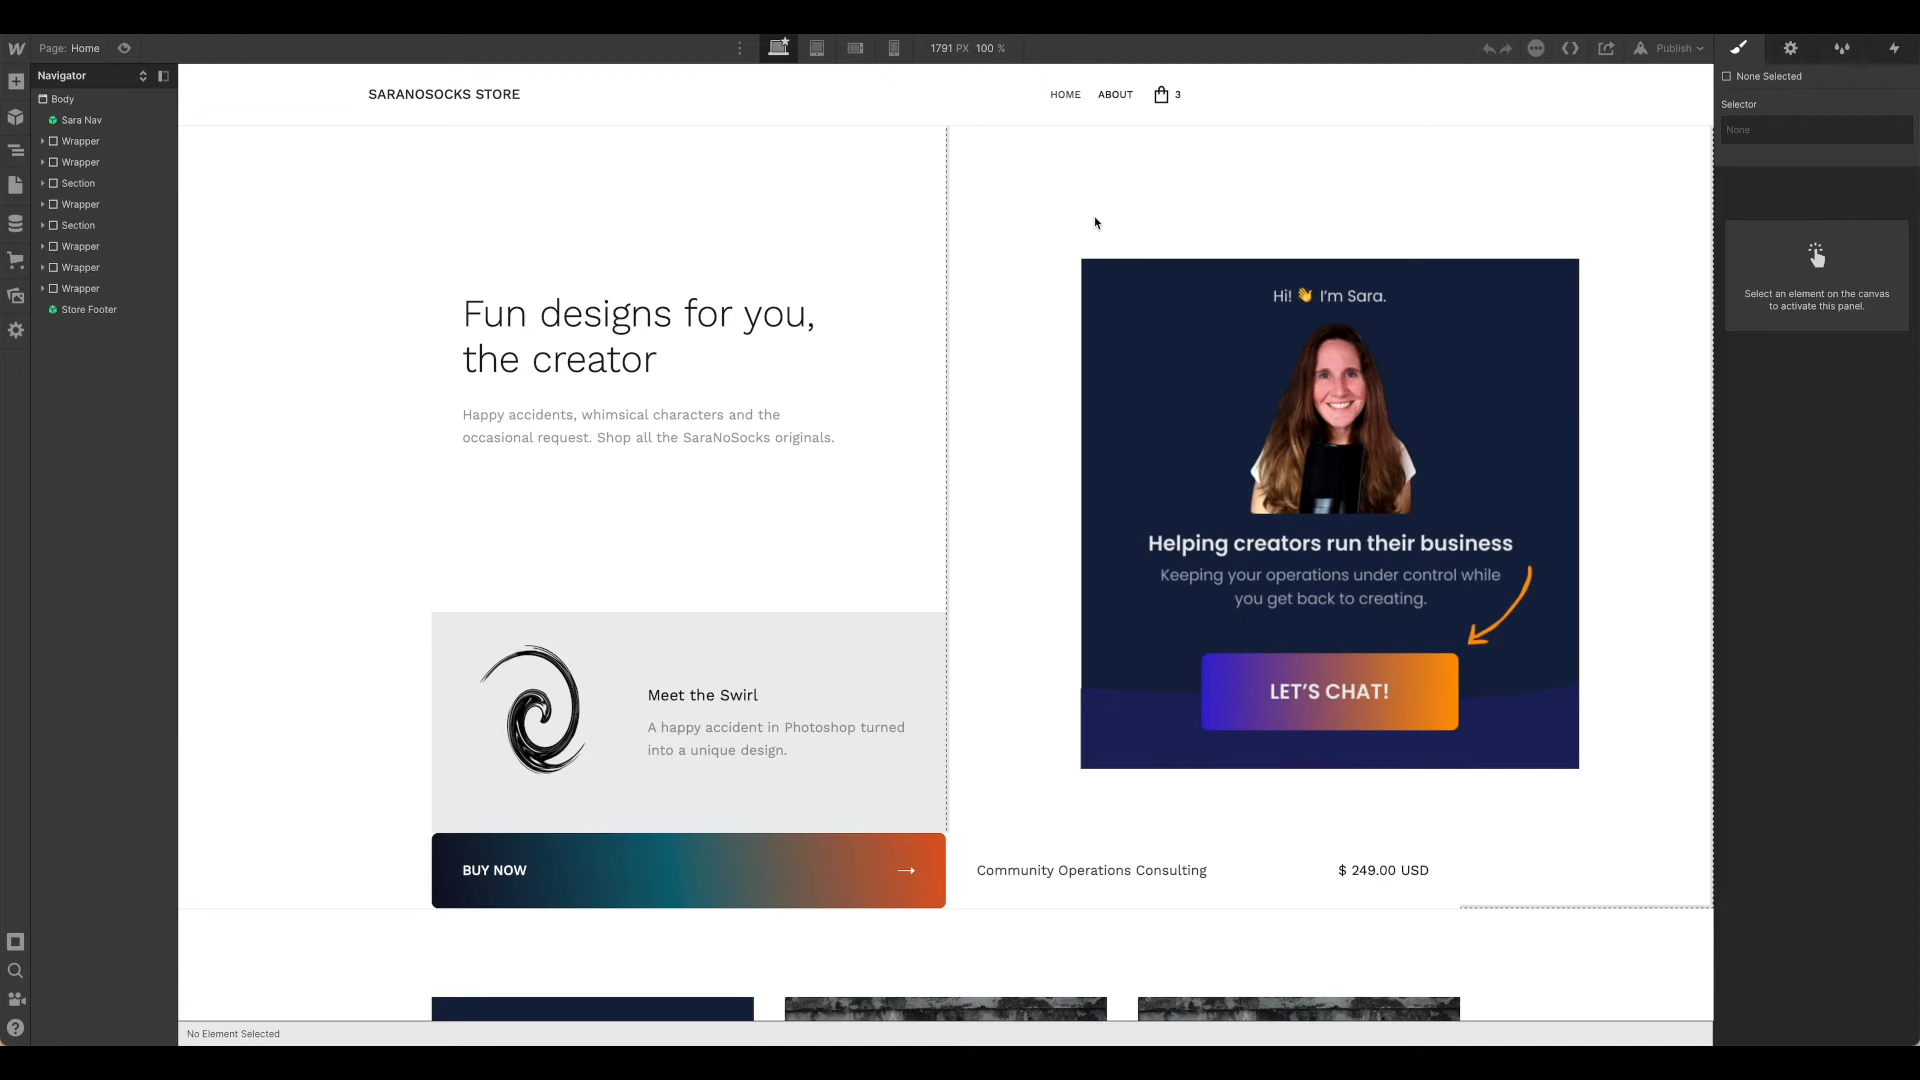 Page: Home
1791 PX 100 %
Publish
Navigator
Body
Sara Nav
Wrapper
Wrapper
Section
Wrapper
Section
Wrapper
Wrapper
Wrapper
Store Footer
SARANOSOCKS STORE
HOME
ABOUT
3
Fun designs for you,
the creator
Happy accidents, whimsical characters and the
occasional request. Shop all the SaraNoSocks originals.
Meet the Swirl
A happy accident in Photoshop turned
into a unique design.
BUY NOW →
Hi! 👋 I'm Sara.
Helping creators run their business
Keeping your operations under control while
you get back to creating.
LET'S CHAT!
Community Operations Consulting
$ 249.00 USD
None Selected
Selector
None
Select an element on the canvas
to activate this panel.
No Element Selected